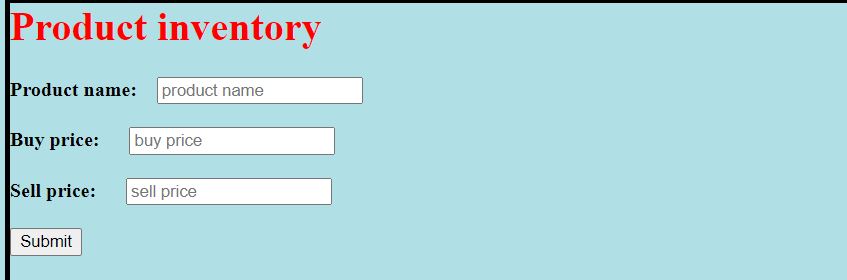 Product inventory
Product name: product name
Buy price: buy price
Sell price: sell price
Submit